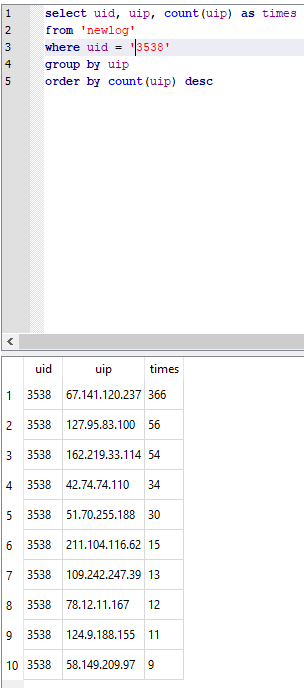 1 select uid, uip, count(uip) as times
2 from 'newlog'
3 where uid = '3538'
4 group by uip
5 order by count(uip) desc
uid uip times
1 3538 67.141.120.237 366
2 3538 127.95.83.100 56
3 3538 162.219.33.114 54
4 3538 42.74.74.110 34
5 3538 51.70.255.188 30
6 3538 211.104.116.62 15
7 3538 109.242.247.39 13
8 3538 78.12.11.167 12
9 3538 124.9.188.155 11
10 3538 58.149.209.97 9